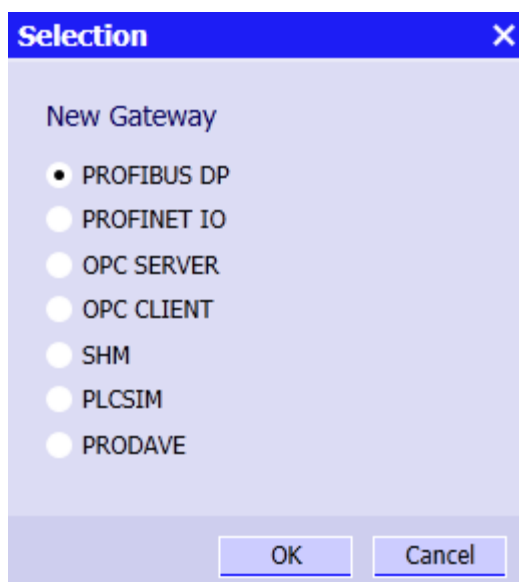 Selection
New Gateway
PROFIBUS DP
PROFINET IO
OPC SERVER
OPC CLIENT
SHM
PLCSIM
PRODAVE
OK Cancel